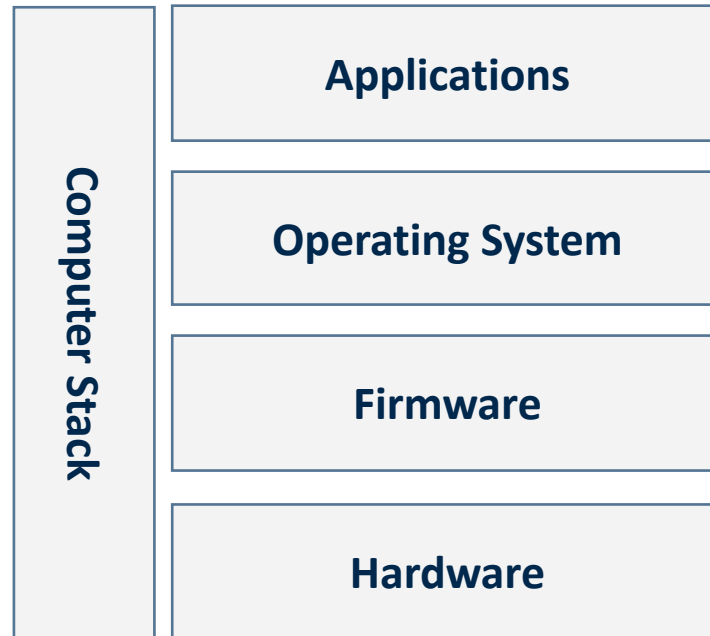 Computer Stack
Applications
Operating System
Firmware
Hardware